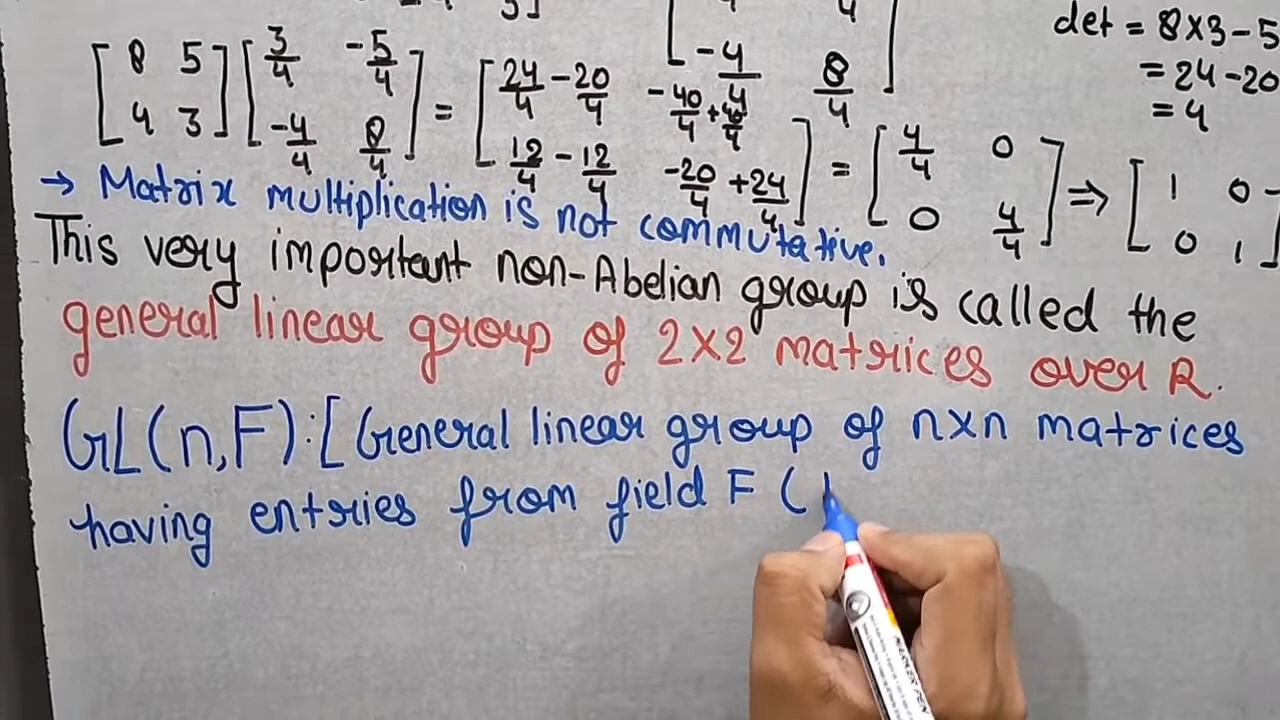 det = 8×3-5
= 24-20
= 4
-4/4 8/4
[8 5 4 3] [3/4 -5/4 -4/4 8/4] = [24/4 - 20/4 -40/4 + 40/4 12/4 - 12/4 -20/4 + 24/4] = [4/4 0 0 4/4] ⇒ [1 0 0 1]
→ Matrix multiplication is not commutative.
This very important non-Abelian group is called the
general linear group of 2×2 matrices over R.
GL(n,F):[General linear group of n×n matrices
having entries from field F (